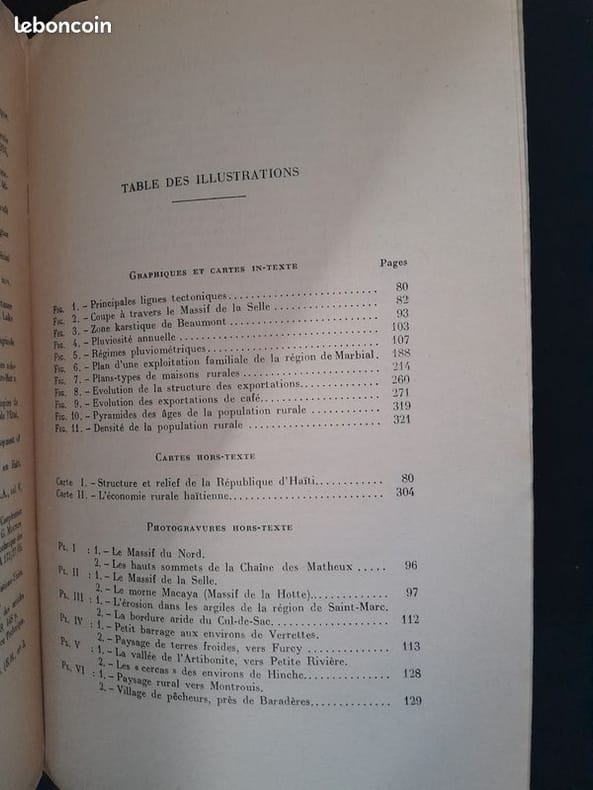 leboncoin
TABLE DES ILLUSTRATIONS
GRAPHIQUES ET CARTES IN-TEXTE Pages
FIG. 1. - Principales lignes tectoniques 80
FIG. 2. - Coupe à travers le Massif de la Selle 82
FIG. 3. - Zone karstique de Beaumont 93
FIG. 4. - Pluviosité annuelle 103
FIG. 5. - Régimes pluviométriques 107
FIG. 6. - Plan d'une exploitation familiale de la région de Marbial. 188
FIG. 7. - Plans-types de maisons rurales 214
FIG. 8. - Evolution de la structure des exportations 260
FIG. 9. - Evolution des exportations de café 271
FIG. 10. - Pyramides des âges de la population rurale 319
FIG. 11. - Densité de la population rurale 321
CARTES HORS-TEXTE
Carte I. - Structure et relief de la République d'Haïti 80
Carte II. - L'économie rurale haïtienne 304
PHOTOGRAVURES HORS-TEXTE
PL. I : 1. - Le Massif du Nord.
2. - Les hauts sommets de la Chaîne des Matheux 96
PL. II : 1. - Le Massif de la Selle.
2. - Le morne Macaya (Massif de la Hotte) 97
PL. III : 1. - L'érosion dans les argiles de la région de Saint-Marc.
2. - La bordure aride du Cul-de-Sac 112
PL. IV : 1. - Petit barrage aux environs de Verrettes.
2. - Paysage de terres froides, vers Furcy 113
PL. V : 1. - La vallée de l'Artibonite, vers Petite Rivière.
2. - Les « cercas » des environs de Hinche 128
PL. VI : 1. - Paysage rural vers Montrouis.
2. - Village de pêcheurs, près de Baradères 129